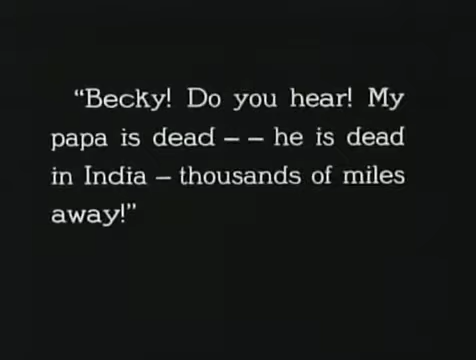 “Becky! Do you hear! My
papa is dead – – he is dead
in India – thousands of miles
away!”